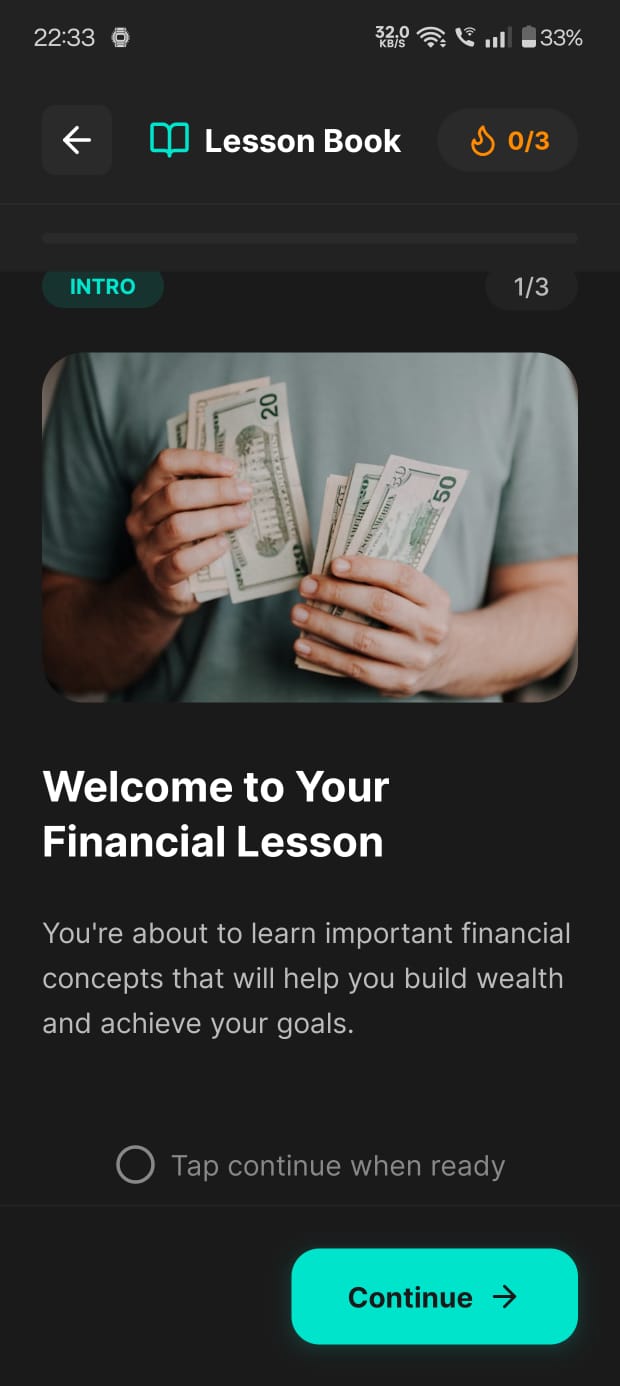 22:33
32.0
KB/S
33%
Lesson Book
0/3
INTRO
1/3
20
50
Welcome to Your
Financial Lesson
You're about to learn important financial
concepts that will help you build wealth
and achieve your goals.
Tap continue when ready
Continue